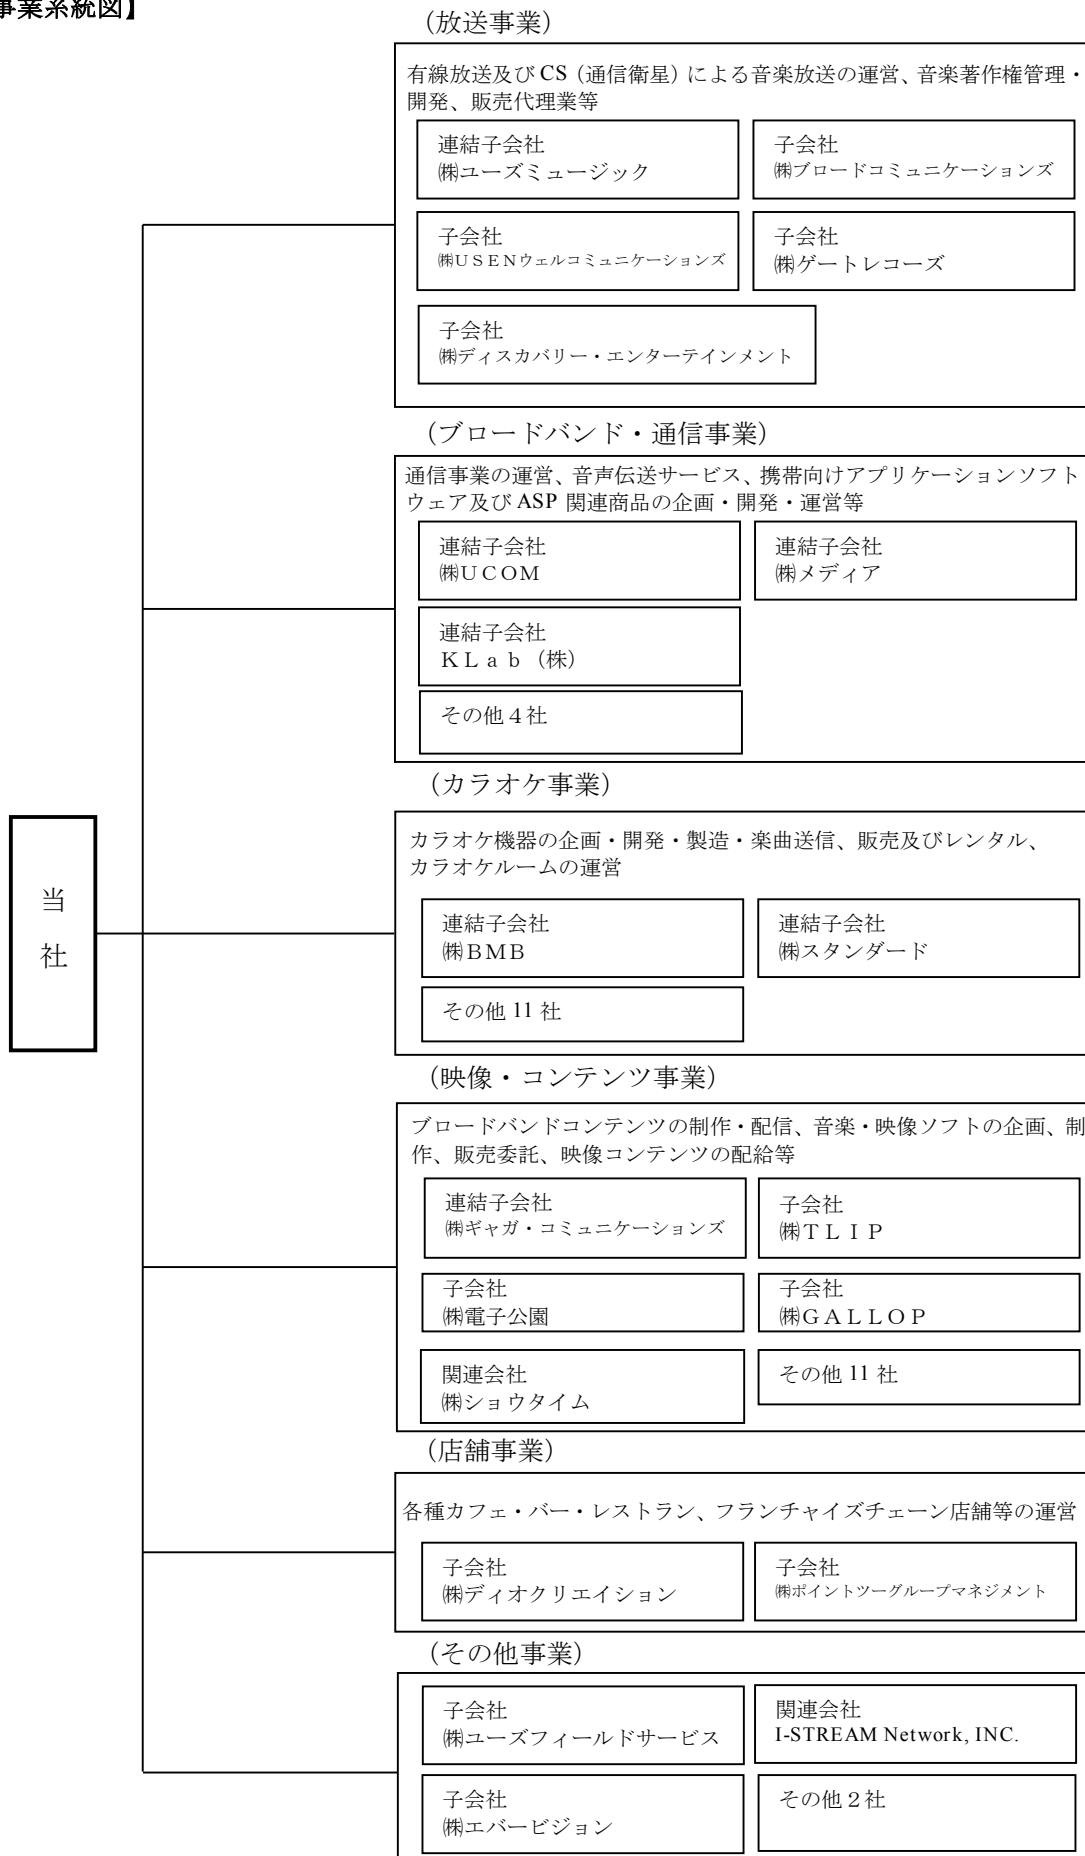 事業系統図】
（放送事業）
有線放送及び CS（通信衛星）による音楽放送の運営、音楽著作権管理・
開発、販売代理業等
連結子会社
㈱ユーズミュージック
子会社
㈱ブロードコミュニケーションズ
子会社
㈱ＵＳＥＮウェルコミュニケーションズ
子会社
㈱ゲートレコーズ
子会社
㈱ディスカバリー・エンターテインメント
（ブロードバンド・通信事業）
通信事業の運営、音声伝送サービス、携帯向けアプリケーションソフト
ウェア及び ASP 関連商品の企画・開発・運営等
連結子会社
㈱ＵＣＯＭ
連結子会社
㈱メディア
連結子会社
ＫＬａｂ（株）
その他４社
（カラオケ事業）
カラオケ機器の企画・開発・製造・楽曲送信、販売及びレンタル、
カラオケルームの運営
当
社
連結子会社
㈱ＢＭＢ
連結子会社
㈱スタンダード
その他 11 社
（映像・コンテンツ事業）
ブロードバンドコンテンツの制作・配信、音楽・映像ソフトの企画、制
作、販売委託、映像コンテンツの配給等
連結子会社
㈱ギャガ・コミュニケーションズ
子会社
㈱ＴＬＩＰ
子会社
㈱電子公園
子会社
㈱ＧＡＬＬＯＰ
関連会社
㈱ショウタイム
その他 11 社
（店舗事業）
各種カフェ・バー・レストラン、フランチャイズチェーン店舗等の運営
子会社
㈱ディオクリエイション
子会社
㈱ポイントツーグループマネジメント
（その他事業）
子会社
㈱ユーズフィールドサービス
関連会社
I-STREAM Network, INC.
子会社
㈱エバービジョン
その他２社